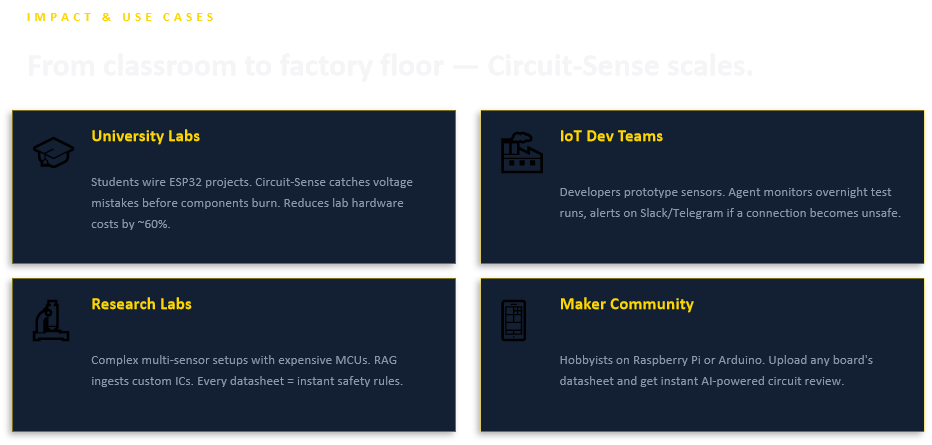 IMPACT & USE CASES
From classroom to factory floor — Circuit-Sense scales.
University Labs
Students wire ESP32 projects. Circuit-Sense catches voltage
mistakes before components burn. Reduces lab hardware
costs by ~60%.
IoT Dev Teams
Developers prototype sensors. Agent monitors overnight test
runs, alerts on Slack/Telegram if a connection becomes unsafe.
Research Labs
Complex multi-sensor setups with expensive MCUs. RAG
ingests custom ICs. Every datasheet = instant safety rules.
Maker Community
Hobbyists on Raspberry Pi or Arduino. Upload any board's
datasheet and get instant AI-powered circuit review.